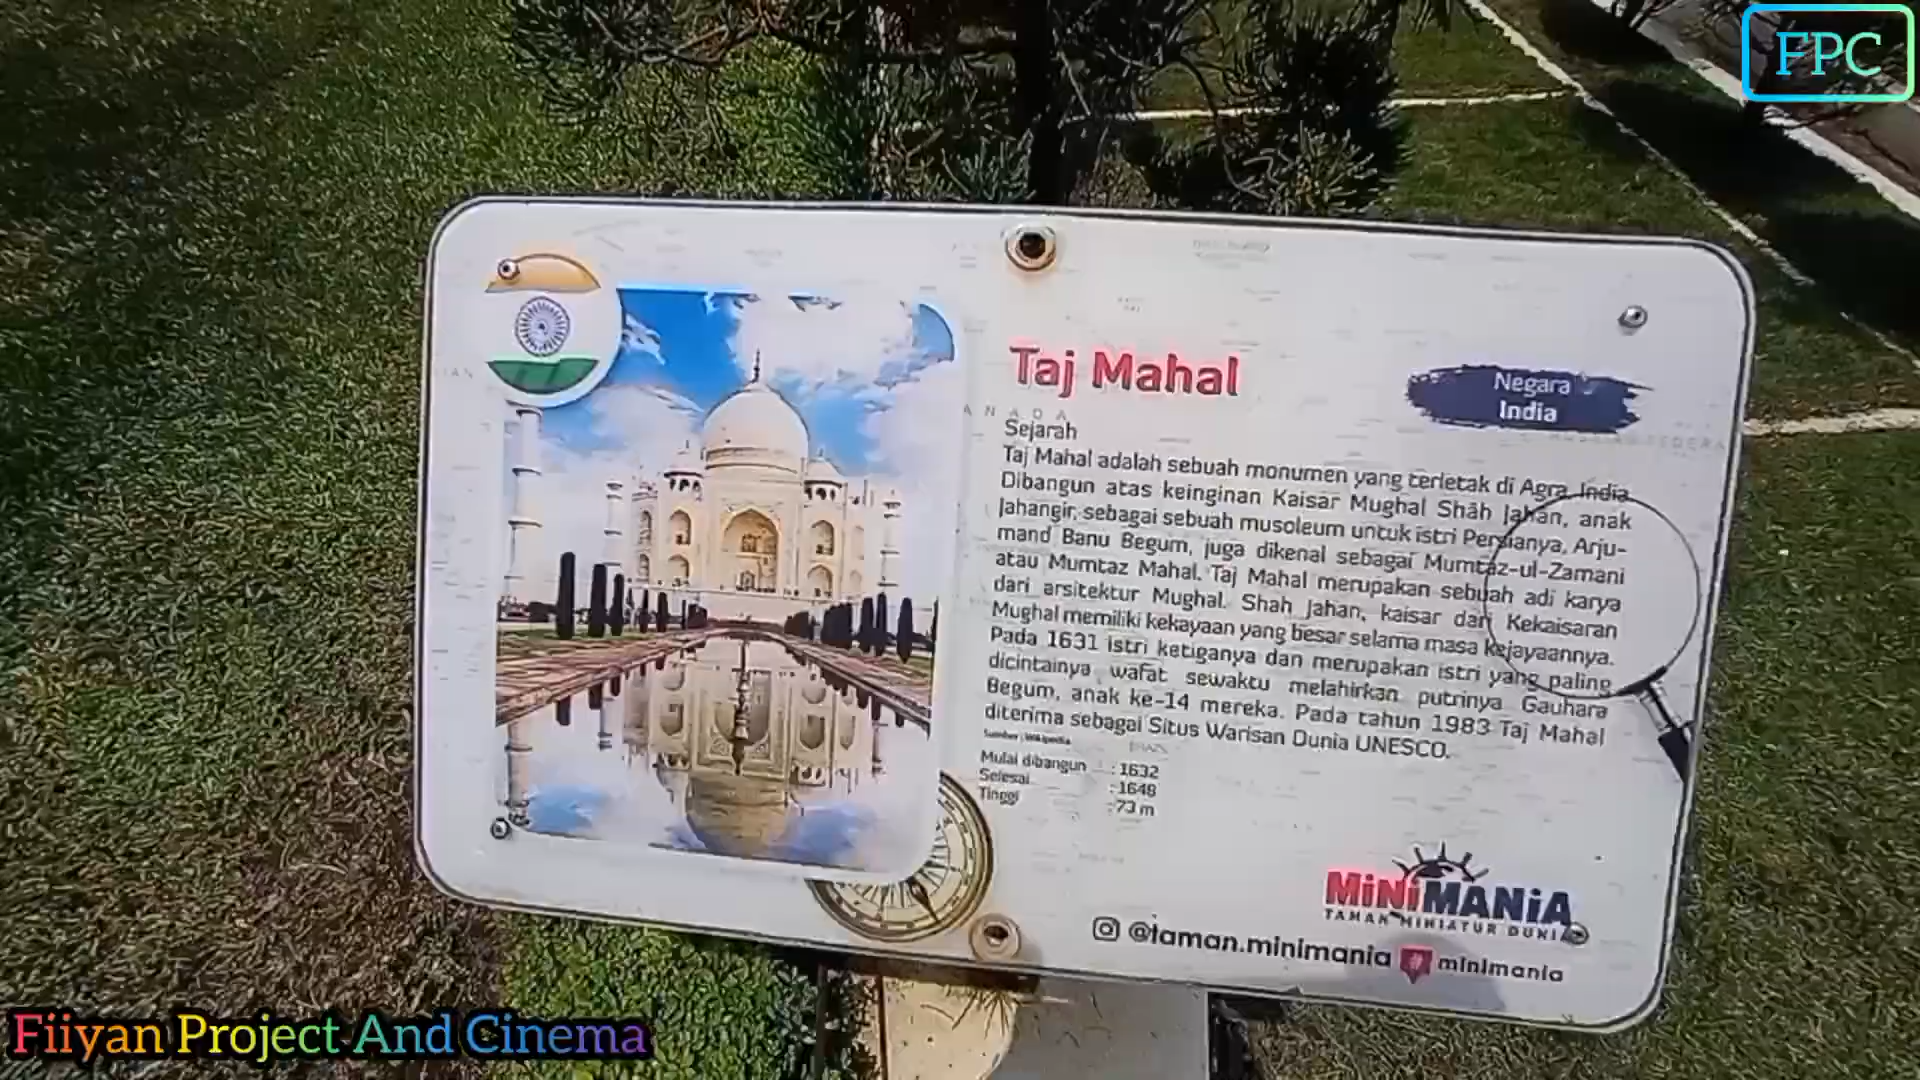 FPC
Taj Mahal
Negara
India
ANADA
Sejarah
Taj Mahal adalah sebuah monumen yang terletak di Agra, India
Dibangun atas keinginan Kaisar Mughal Shāh Jahan, anak
Jahangir, sebagai sebuah musoleum untuk istri Persianya, Arju-
mand Banu Begum, juga dikenal sebagai Mumtaz-ul-Zamani
atau Mumtaz Mahal. Taj Mahal merupakan sebuah adi karya
dari arsitektur Mughal. Shah Jahan, kaisar dari Kekaisaran
Mughal memiliki kekayaan yang besar selama masa kejayaannya.
Pada 1631 istri ketiganya dan merupakan istri yang paling
dicintainya wafat sewaktu melahirkan putrinya Gauhara
Begum, anak ke-14 mereka. Pada tahun 1983 Taj Mahal
diterima sebagai Situs Warisan Dunia UNESCO.
Sumber : Wikipedia
Mulai dibangun : 1632
Selesai : 1648
Tinggi : 73 m
MiNiMANiA
TAMAN MINIATUR DUNIA
@taman.minimania # minimania
Fiiyan Project And Cinema